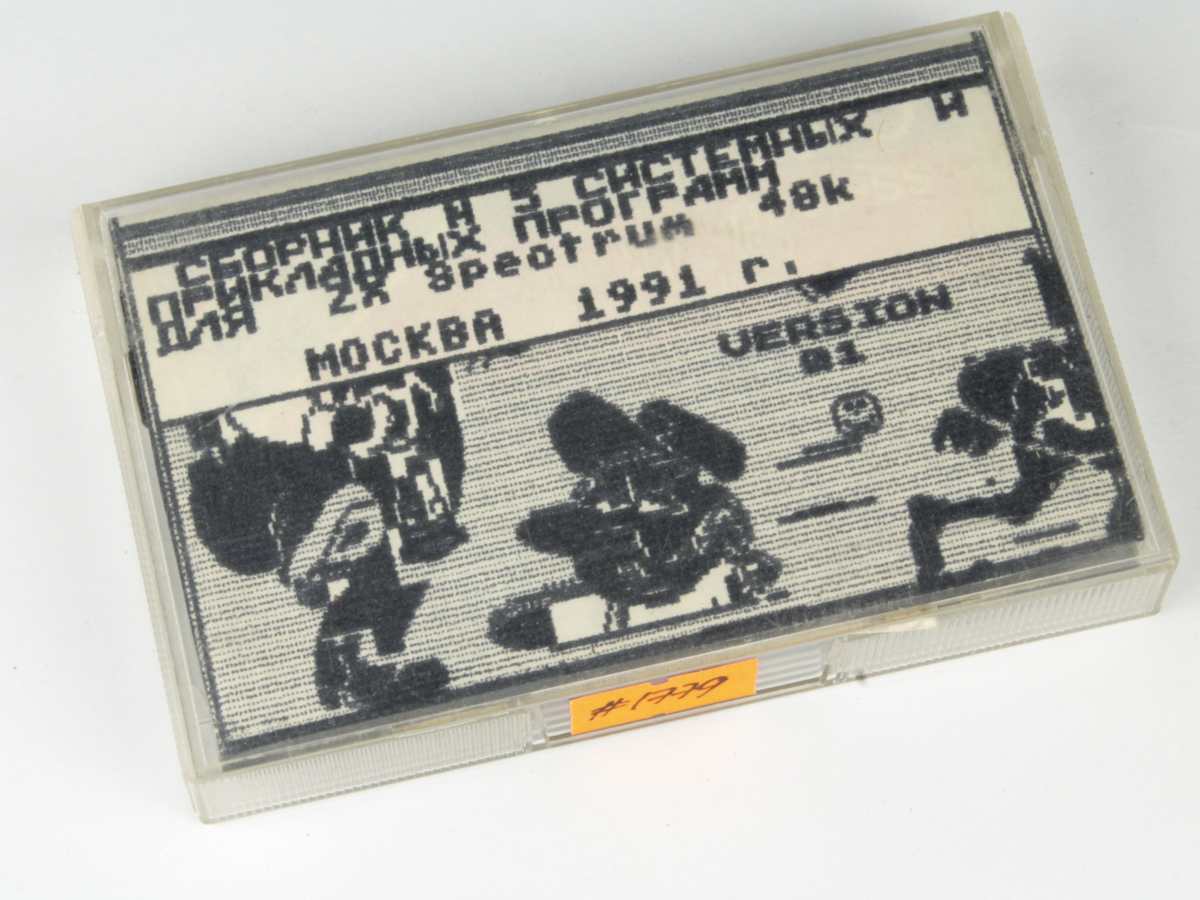 СБОРНИК N 3 СИСТЕМНЫХ И
ПРИКЛАДНЫХ ПРОГРАММ
ДЛЯ ZX Spectrum 48k
МОСКВА 1991 г.
VERSION
01
#1779